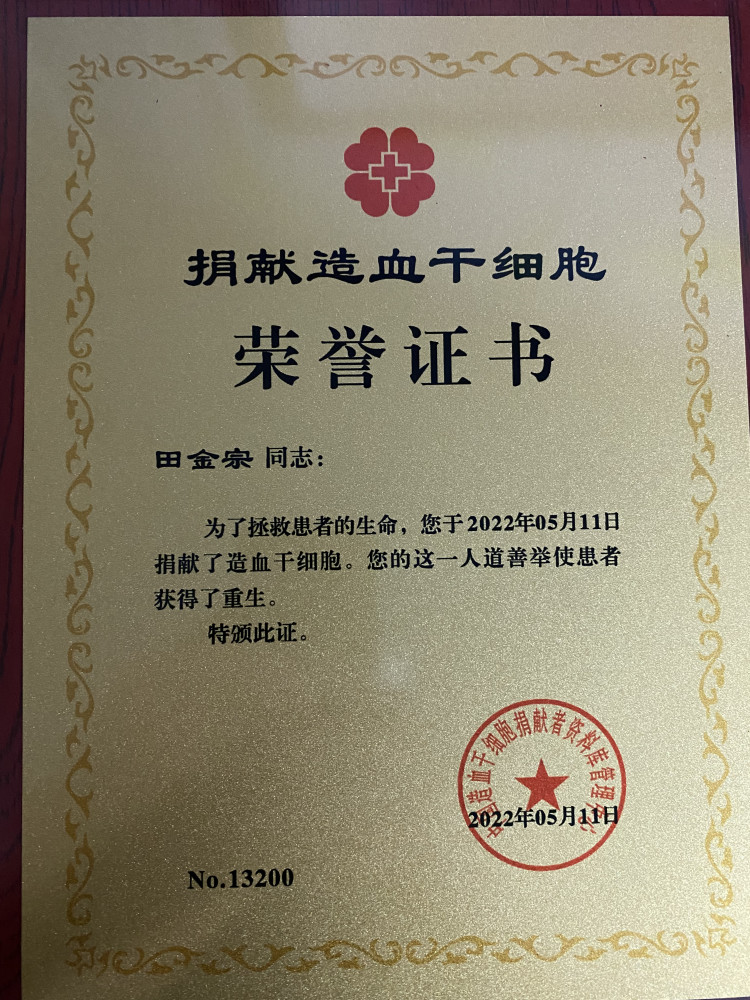 捐献造血干细胞
荣誉证书
田金宗 同志：
为了拯救患者的生命，您于2022年05月11日
捐献了造血干细胞。您的这一人道善举使患者
获得了重生。
特颁此证。
中国造血干细胞捐献者资料库管理中心
2022年05月11日
No.13200